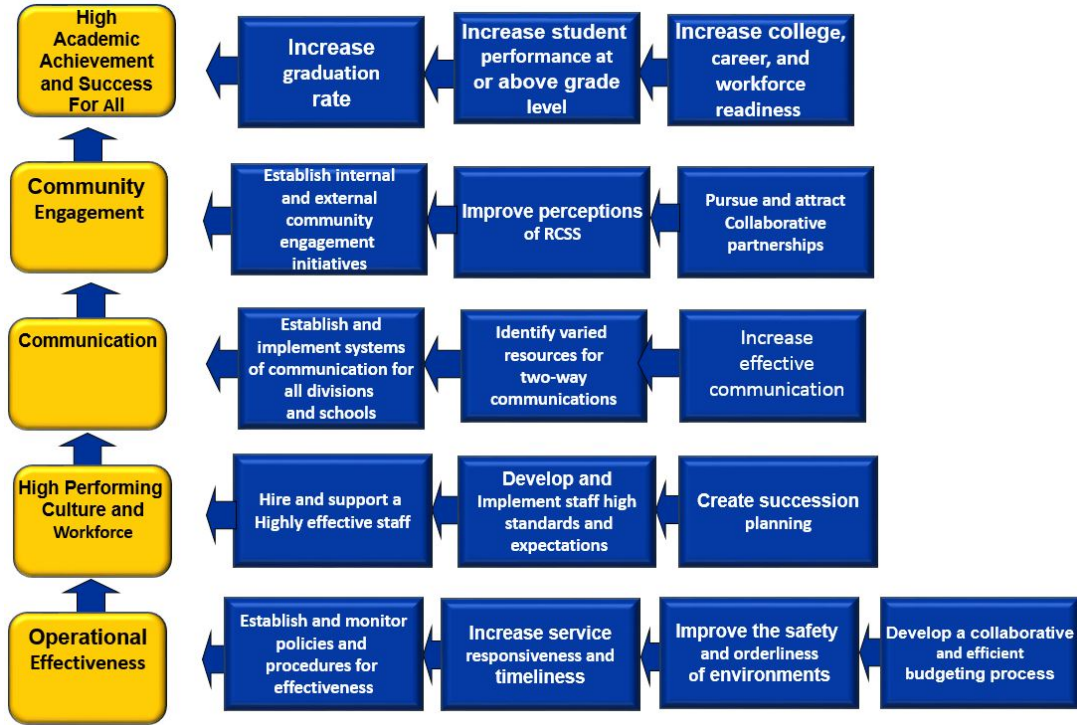 High
Academic
Achievement
and Success
For All
Increase
graduation
rate
Increase student
performance at
or above grade
level
Increase college,
career, and
workforce
readiness
Community
Engagement
Establish internal
and external
community
engagement
initiatives
Improve perceptions
of RCSS
Pursue and attract
Collaborative
partnerships
Communication
Establish and
implement systems
of communication for
all divisions
and schools
Identify varied
resources for
two-way
communications
Increase
effective
communication
High Performing
Culture and
Workforce
Hire and support a
Highly effective staff
Develop and
Implement staff high
standards and
expectations
Create succession
planning
Operational
Effectiveness
Establish and monitor
policies and
procedures for
effectiveness
Increase service
responsiveness and
timeliness
Improve the safety
and orderliness
of environments
Develop a collaborative
and efficient
budgeting process